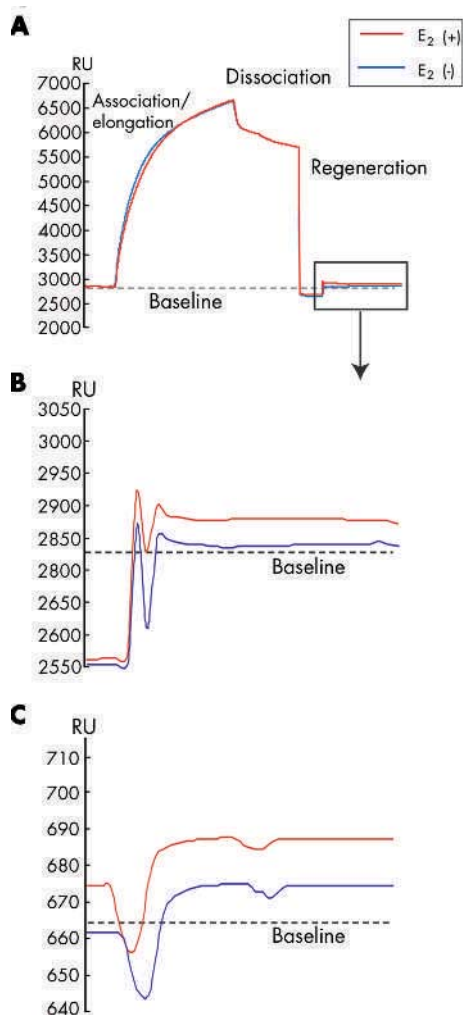 A
RU
E2 (+)
E2 (-)
Dissociation
Association/
elongation
Regeneration
Baseline
7000
6500
6000
5500
5000
4500
4000
3500
3000
2500
2000
B
RU
3050
3000
2950
2900
2850
2800
2750
2700
2650
2600
2550
Baseline
C
RU
710
700
690
680
670
660
650
640
Baseline